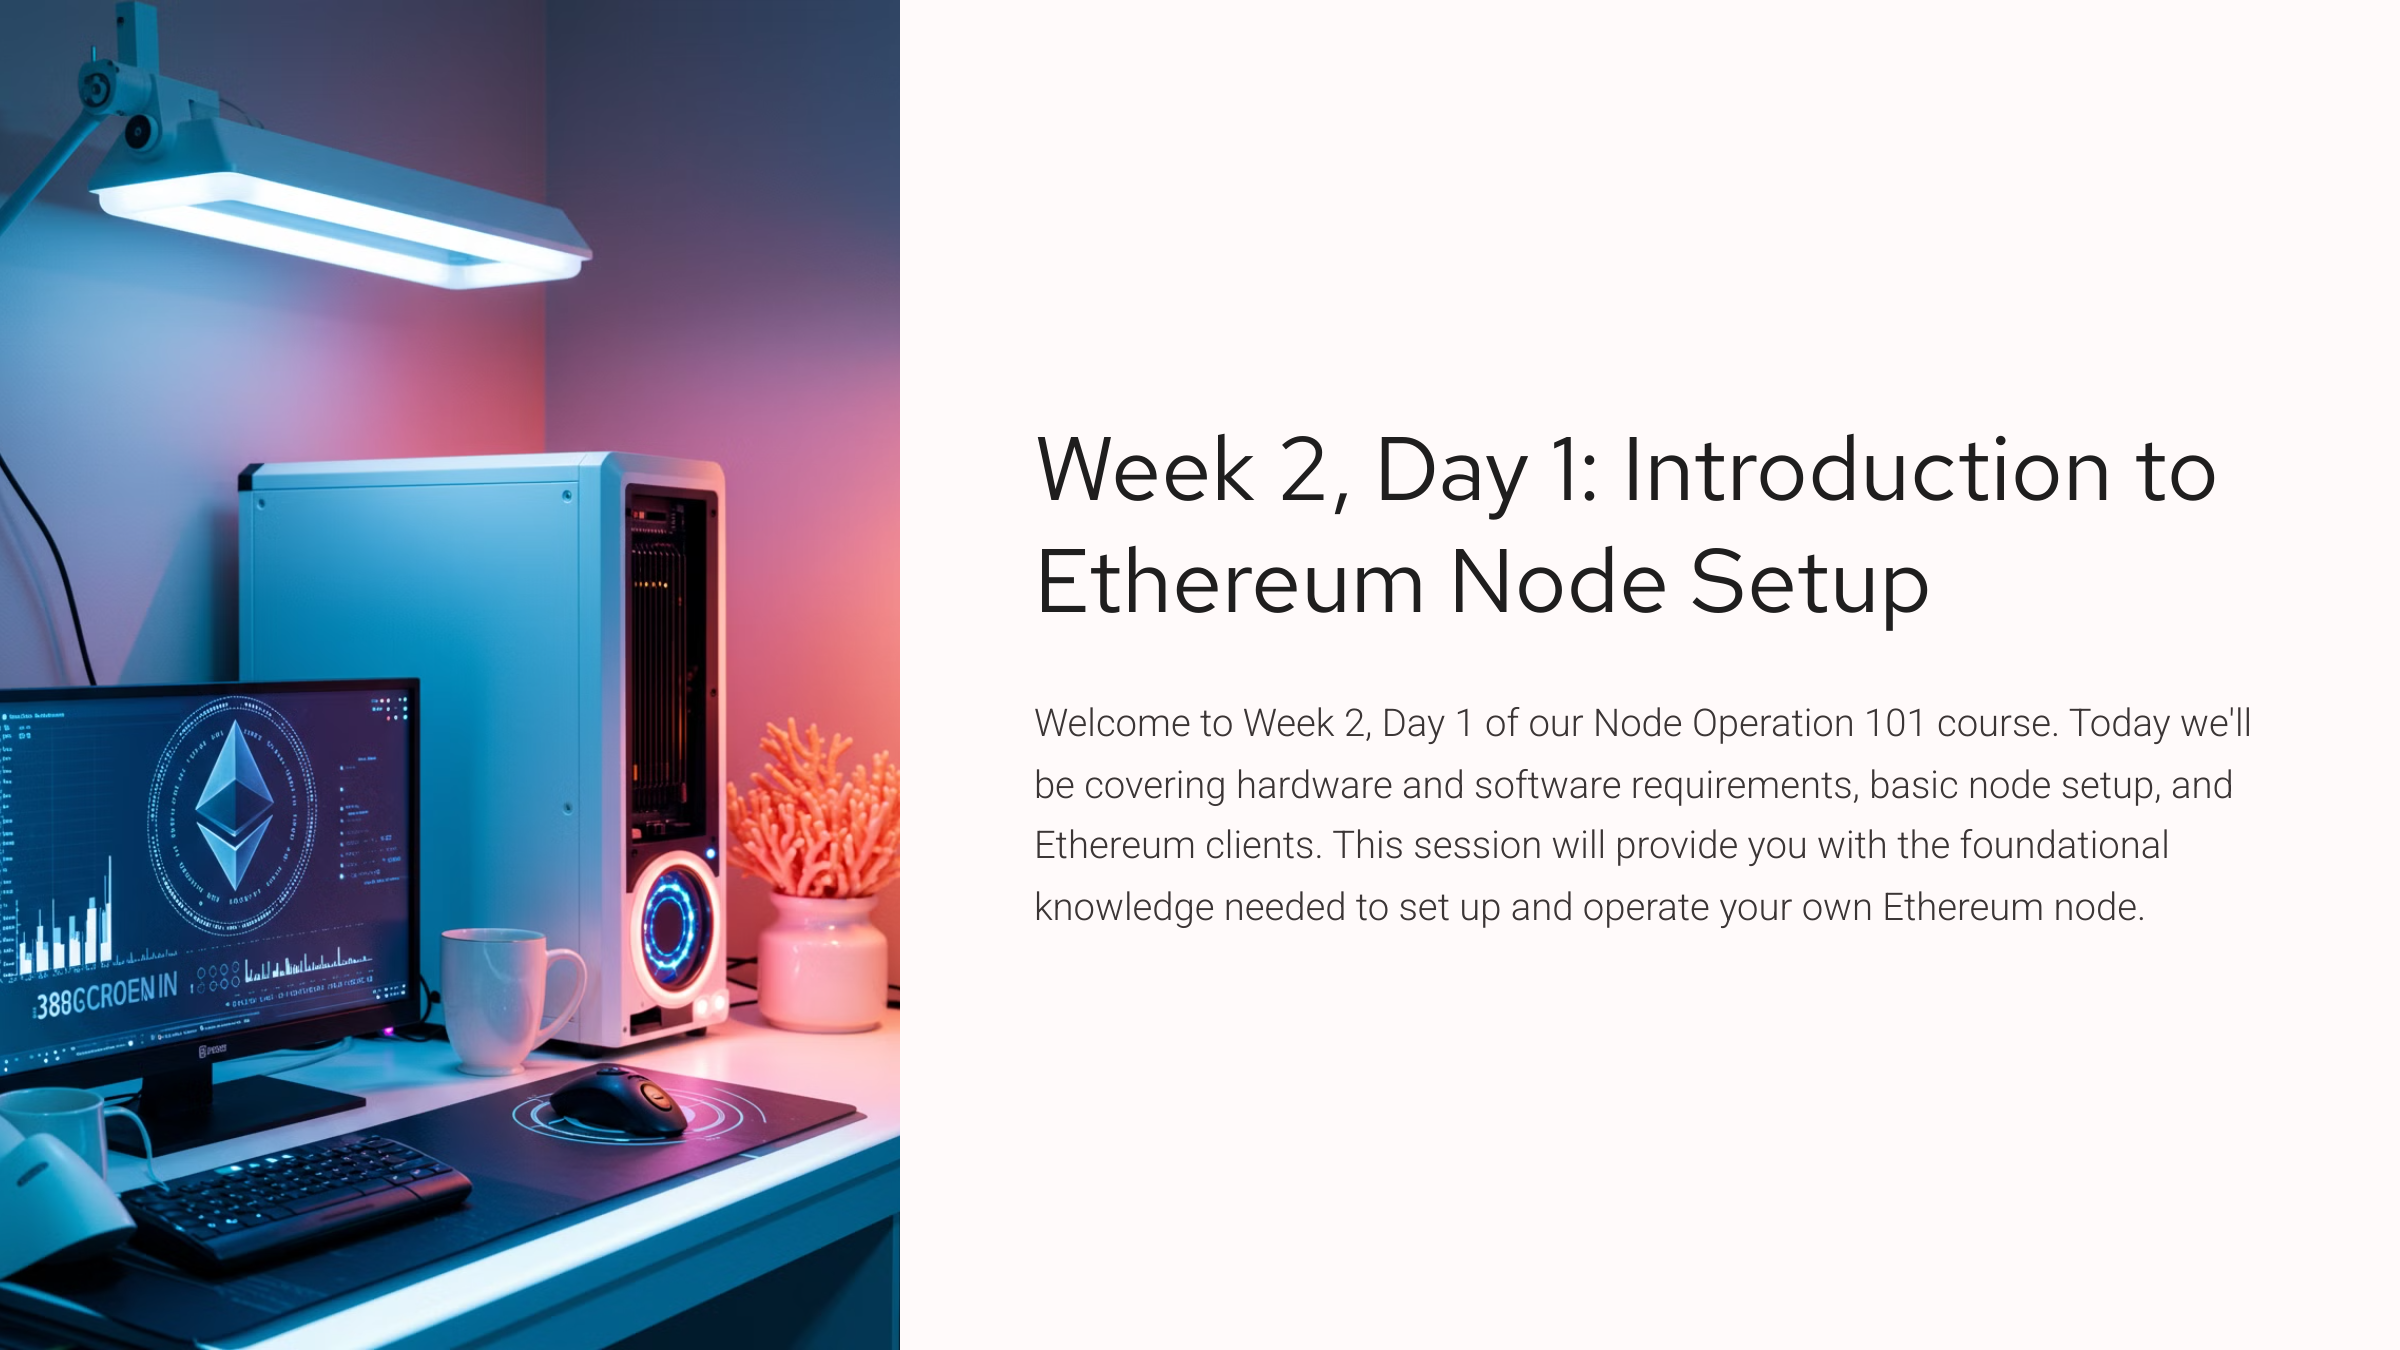 Week 2, Day 1: Introduction to
Ethereum Node Setup
Welcome to Week 2, Day 1 of our Node Operation 101 course. Today we'll
be covering hardware and software requirements, basic node setup, and
Ethereum clients. This session will provide you with the foundational
knowledge needed to set up and operate your own Ethereum node.
388GCROENIN